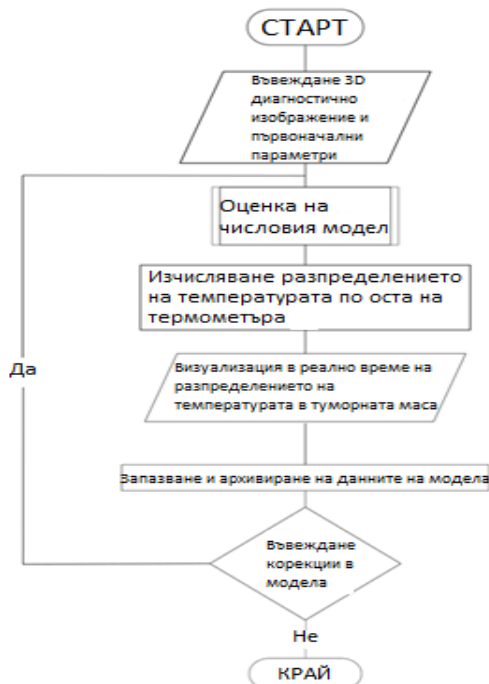 СТАРТ
Въвеждане 3D
диагностично
изображение и
първоначални
параметри
Оценка на
числовия модел
Изчисляване разпределението
на температурата по оста на
термометъра
Визуализация в реално време на
разпределението на
температурата в туморната маса
Да
Запазване и архивиране на данните на модела
Въвеждане
корекции в
модела
Не
КРАЙ